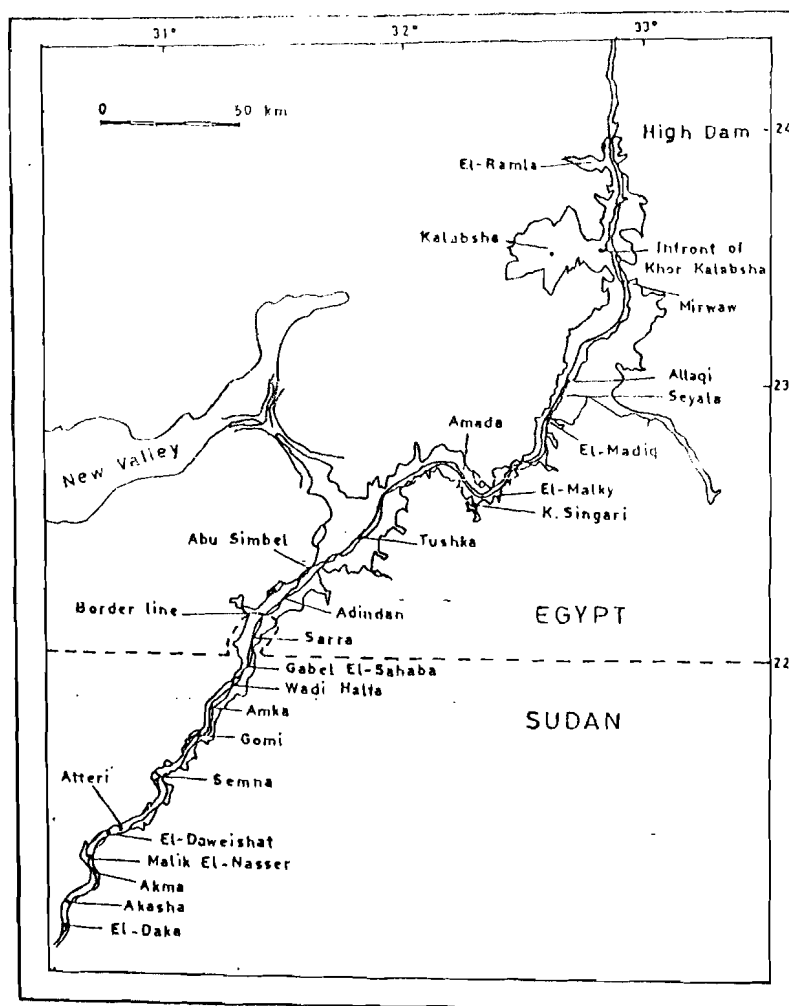 31°
32°
33°
0 50 km
24
High Dam
El-Ramla
Kalabsha
Infront of
Khor Kalabsha
Mirwaw
23
Allaqi
Seyala
Amada
El-Madiq
New Valley
El-Malky
K. Singari
Abu Simbel
Tushka
Border line
Adindan
EGYPT
Sarra
22
Gabel El-Sahaba
Wadi Halfa
Amka
SUDAN
Gomi
Semna
Atteri
El-Daweishat
Malik El-Nasser
Akma
Akasha
El-Daka